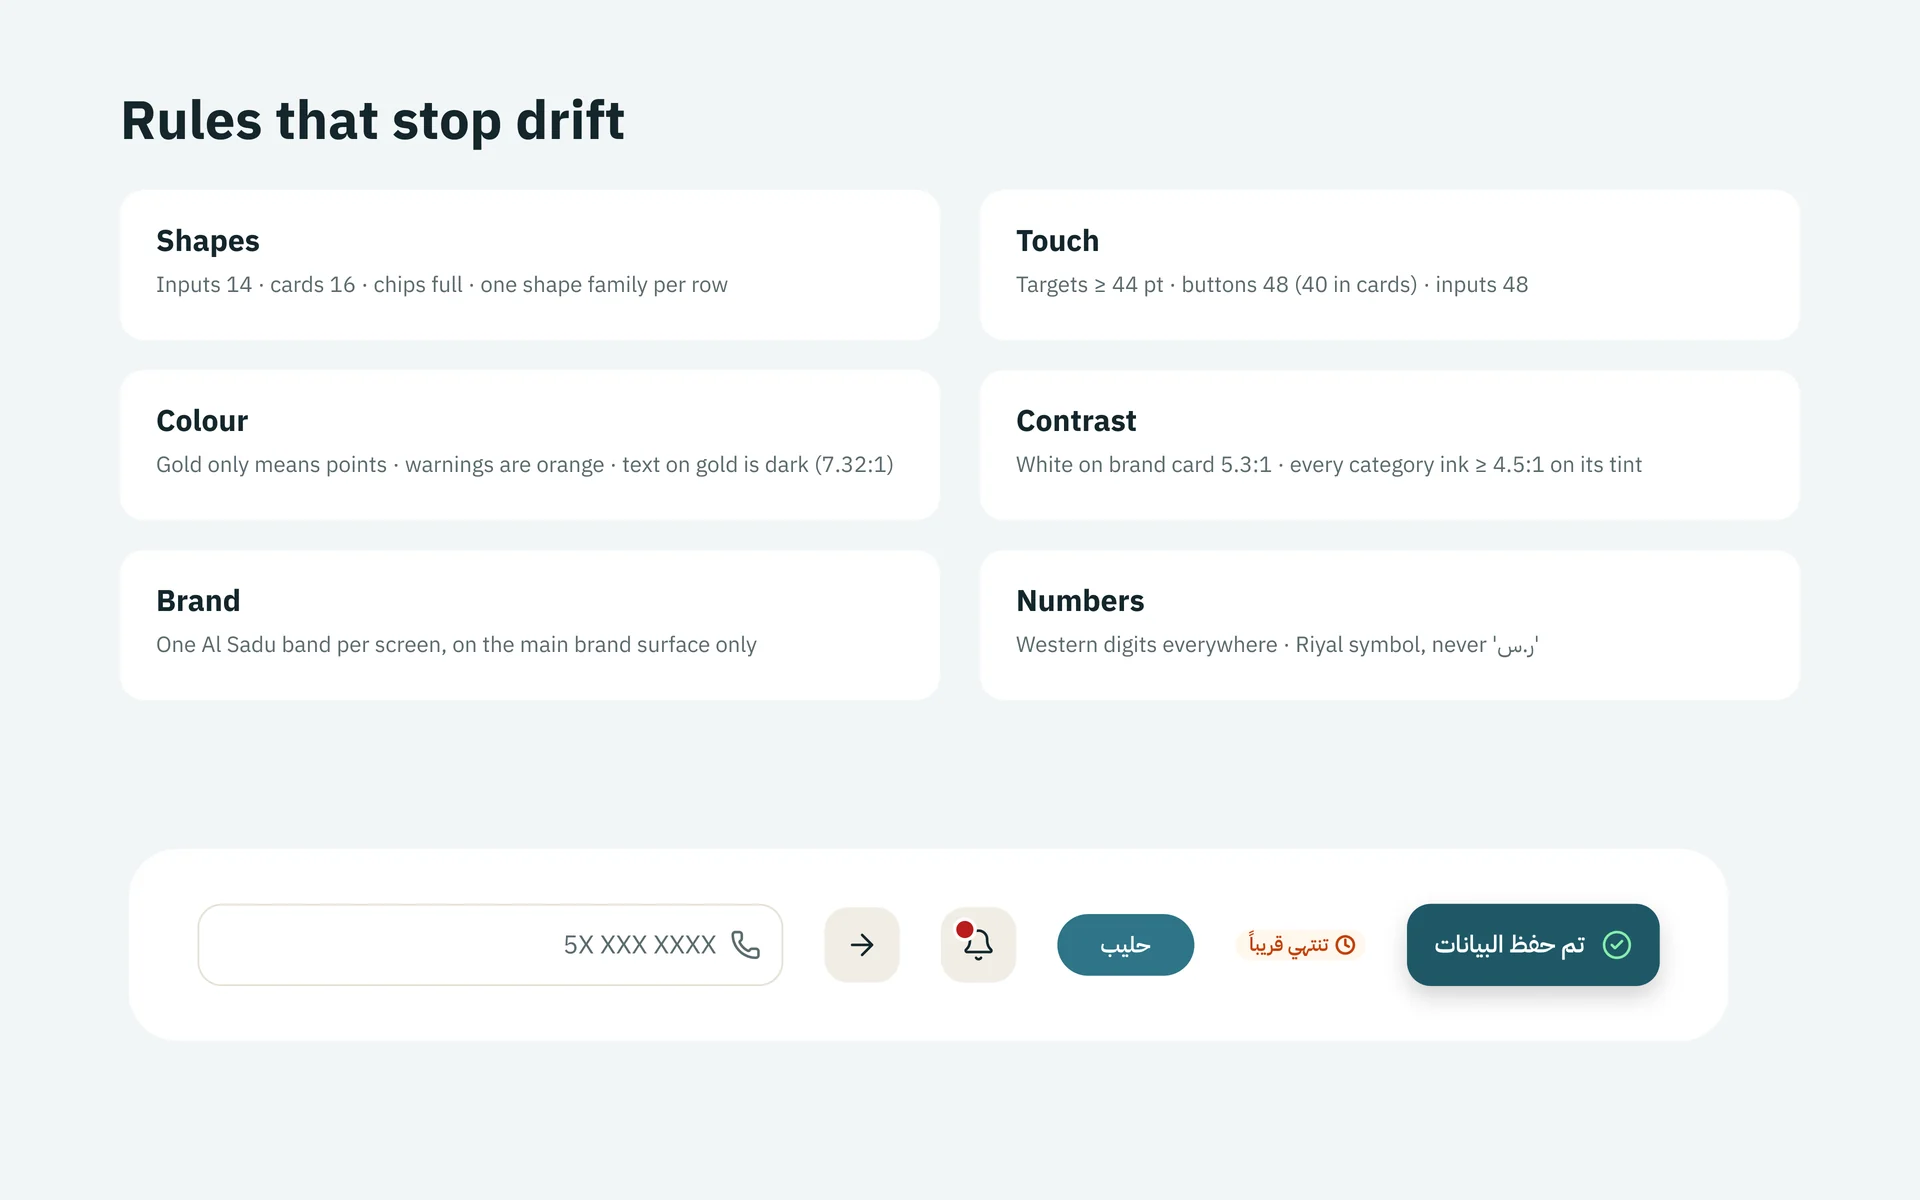 Rules that stop drift
Shapes
Inputs 14 · cards 16 · chips full · one shape family per row
Touch
Targets ≥ 44 pt · buttons 48 (40 in cards) · inputs 48
Colour
Gold only means points · warnings are orange · text on gold is dark (7.32:1)
Contrast
White on brand card 5.3:1 · every category ink ≥ 4.5:1 on its tint
Brand
One Al Sadu band per screen, on the main brand surface only
Numbers
Western digits everywhere · Riyal symbol, never 'ر.س'
5X XXX XXXX
حليب
تنتهي قريباً
تم حفظ البيانات